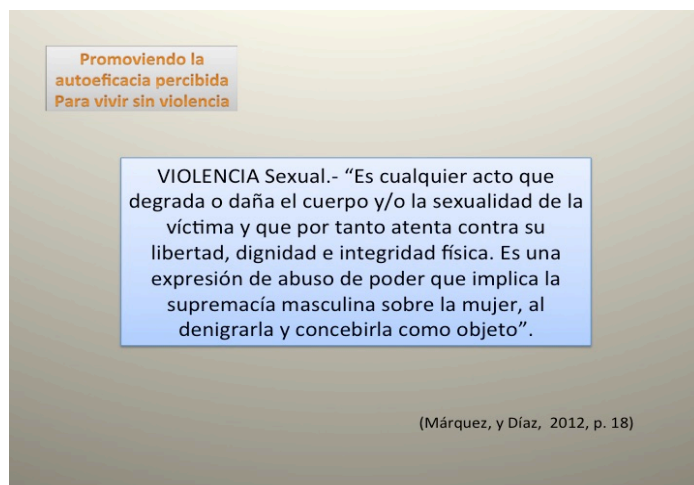 Promoviendo la
autoeficacia percibida
Para vivir sin violencia
VIOLENCIA Sexual.- “Es cualquier acto que
degrada o daña el cuerpo y/o la sexualidad de la
víctima y que por tanto atenta contra su
libertad, dignidad e integridad física. Es una
expresión de abuso de poder que implica la
supremacía masculina sobre la mujer, al
denigrarla y concebirla como objeto”.
(Márquez, y Díaz, 2012, p. 18)